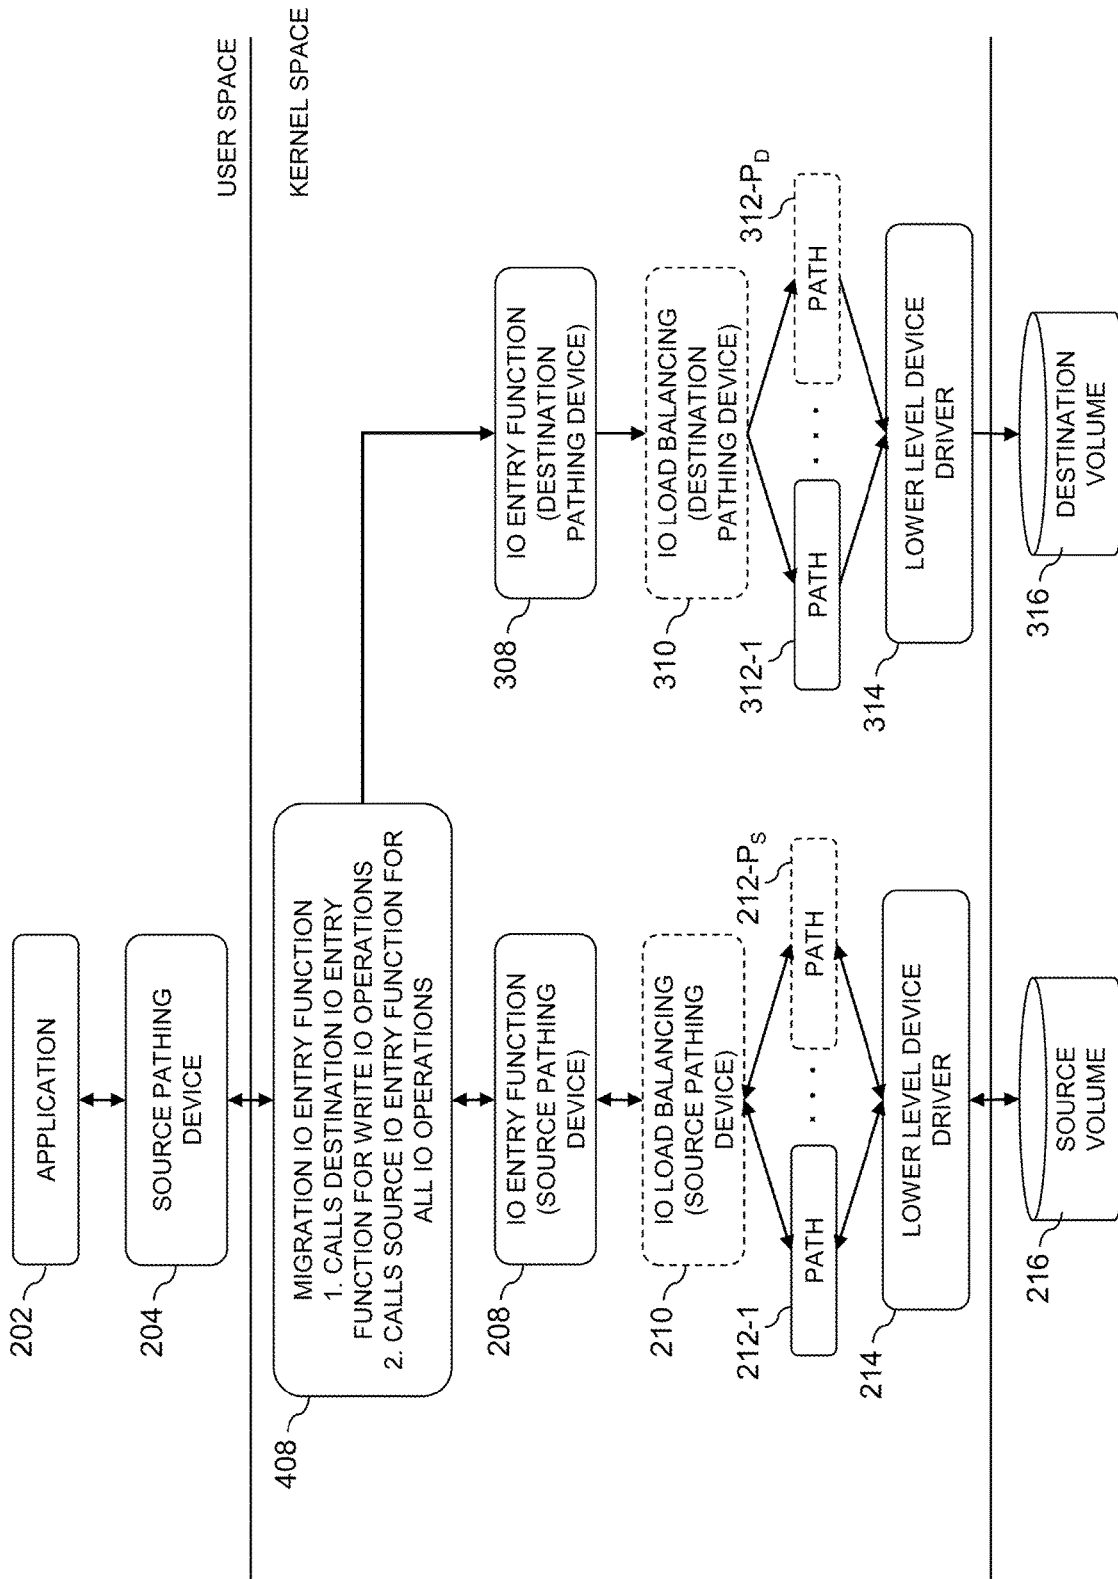 USER SPACE
KERNEL SPACE
202
APPLICATION
204
SOURCE PATHING
DEVICE
408
MIGRATION IO ENTRY FUNCTION
1. CALLS DESTINATION IO ENTRY
FUNCTION FOR WRITE IO OPERATIONS
2. CALLS SOURCE IO ENTRY FUNCTION FOR
ALL IO OPERATIONS
208
IO ENTRY FUNCTION
(SOURCE PATHING
DEVICE)
210
IO LOAD BALANCING
(SOURCE PATHING
DEVICE)
212-1
PATH
212-P_S
PATH
214
LOWER LEVEL DEVICE
DRIVER
216
SOURCE
VOLUME
308
IO ENTRY FUNCTION
(DESTINATION
PATHING DEVICE)
310
IO LOAD BALANCING
(DESTINATION
PATHING DEVICE)
312-1
PATH
312-P_D
PATH
314
LOWER LEVEL DEVICE
DRIVER
316
DESTINATION
VOLUME